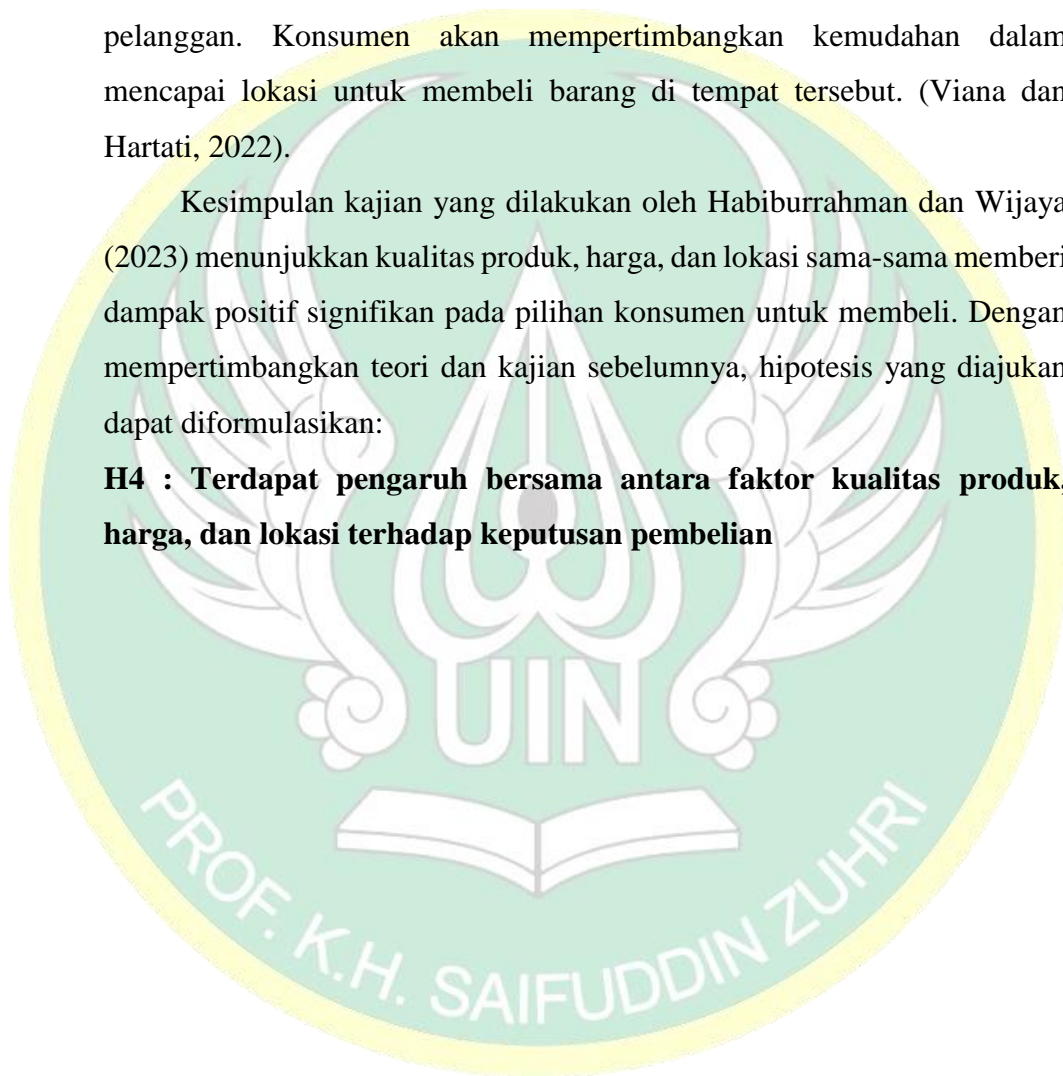 pelanggan. Konsumen akan mempertimbangkan kemudahan dalam
mencapai lokasi untuk membeli barang di tempat tersebut. (Viana dan
Hartati, 2022).
Kesimpulan kajian yang dilakukan oleh Habiburrahman dan Wijaya
(2023) menunjukkan kualitas produk, harga, dan lokasi sama-sama memberi
dampak positif signifikan pada pilihan konsumen untuk membeli. Dengan
mempertimbangkan teori dan kajian sebelumnya, hipotesis yang diajukan
dapat diformulasikan:
H4 : Terdapat pengaruh bersama antara faktor kualitas produk,
harga, dan lokasi terhadap keputusan pembelian
UIN
PROF. K.H. SAIFUDDIN ZUHRI